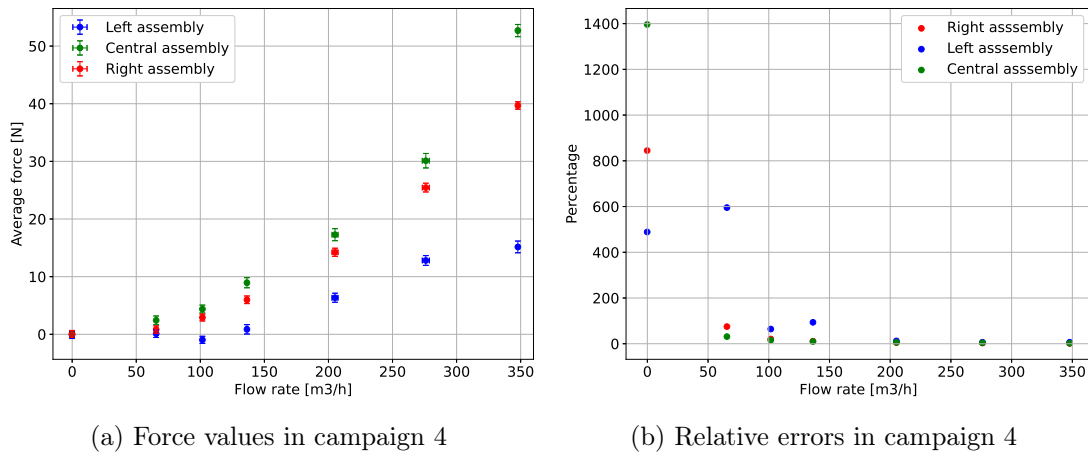 Left assembly
Central assembly
Right assembly
50
40
30
20
10
0
Average force [N]
0 50 100 150 200 250 300 350
Flow rate [m3/h]
(a) Force values in campaign 4
Right asssembly
Left asssembly
Central asssembly
1400
1200
1000
800
600
400
200
0
Percentage
0 50 100 150 200 250 300 350
Flow rate [m3/h]
(b) Relative errors in campaign 4